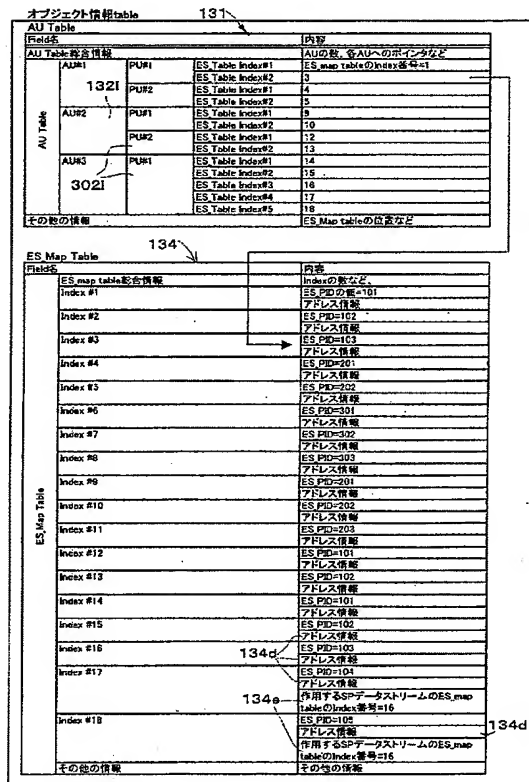 オブジェクト情報table
131
AU Table
Field名 内容
AU Table総合情報 AUの数、各AUへのポインタなど
AU Table
AU#1 PU#1 ES_Table Index#1 ES_map tableのIndex番号=1
132I ES_Table Index#2 3
PU#2 ES_Table Index#1 4
ES_Table Index#2 5
AU#2 PU#1 ES_Table Index#1 9
ES_Table Index#2 10
PU#2 ES_Table Index#1 12
ES_Table Index#2 13
AU#3 PU#1 ES_Table Index#1 14
302I ES_Table Index#2 15
ES_Table Index#3 16
ES_Table Index#4 17
ES_Table Index#5 18
その他の情報 ES_Map tableの位置など
134
ES_Map Table
Field名 内容
ES_Map Table
ES_map table総合情報 Indexの数など、
Index #1 ES_PIDの値=101
アドレス情報
Index #2 ES_PID=102
アドレス情報
Index #3 ES_PID=103
アドレス情報
Index #4 ES_PID=201
アドレス情報
Index #5 ES_PID=202
アドレス情報
Index #6 ES_PID=301
アドレス情報
Index #7 ES_PID=302
アドレス情報
Index #8 ES_PID=303
アドレス情報
Index #9 ES_PID=201
アドレス情報
Index #10 ES_PID=202
アドレス情報
Index #11 ES_PID=203
アドレス情報
Index #12 ES_PID=101
アドレス情報
Index #13 ES_PID=102
アドレス情報
Index #14 ES_PID=101
アドレス情報
Index #15 ES_PID=102
アドレス情報
Index #16 ES_PID=103
134d アドレス情報
Index #17 ES_PID=104
アドレス情報
134e 作用するSPデータストリームのES_map
tableのIndex番号=16
Index #18 ES_PID=105
アドレス情報 134d
作用するSPデータストリームのES_map
tableのIndex番号=16
その他の情報 その他の情報